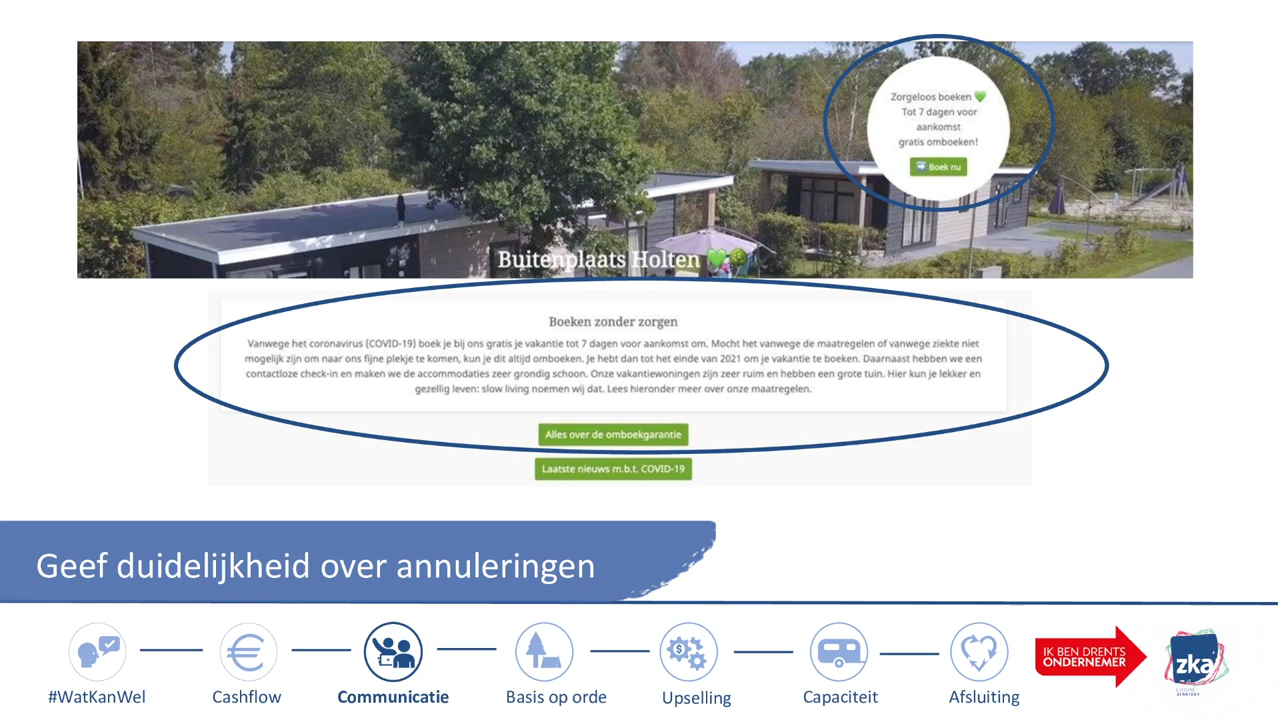 Zorgeloos boeken 💚
Tot 7 dagen voor
aankomst
gratis omboeken!
➡️ Boek nu
Buitenplaats Holten 💚🌳
Boeken zonder zorgen
Vanwege het coronavirus (COVID-19) boek je bij ons gratis je vakantie tot 7 dagen voor aankomst om. Mocht het vanwege de maatregelen of vanwege ziekte niet
mogelijk zijn om naar ons fijne plekje te komen, kun je dit altijd omboeken. Je hebt dan tot het einde van 2021 om je vakantie te boeken. Daarnaast hebben we een
contactloze check-in en maken we de accommodaties zeer grondig schoon. Onze vakantiewoningen zijn zeer ruim en hebben een grote tuin. Hier kun je lekker en
gezellig leven: slow living noemen wij dat. Lees hieronder meer over onze maatregelen.
Alles over de omboekgarantie
Laatste nieuws m.b.t. COVID-19
Geef duidelijkheid over annuleringen
#WatKanWel
Cashflow
Communicatie
Basis op orde
Upselling
Capaciteit
Afsluiting
IK BEN DRENTS
ONDERNEMER
zka
LEISURE
STRATEGY